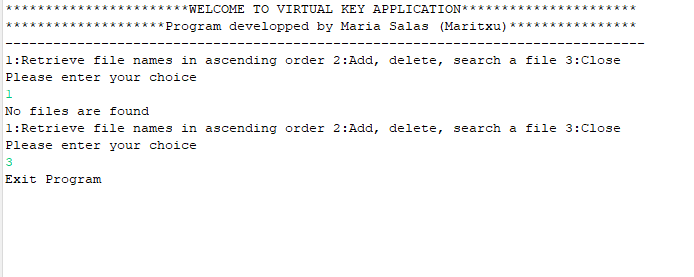 ***********************WELCOME TO VIRTUAL KEY APPLICATION**********************
********************Program developped by Maria Salas (Maritxu)****************
--------------------------------------------------------------------------------
1:Retrieve file names in ascending order 2:Add, delete, search a file 3:Close
Please enter your choice
1
No files are found
1:Retrieve file names in ascending order 2:Add, delete, search a file 3:Close
Please enter your choice
3
Exit Program